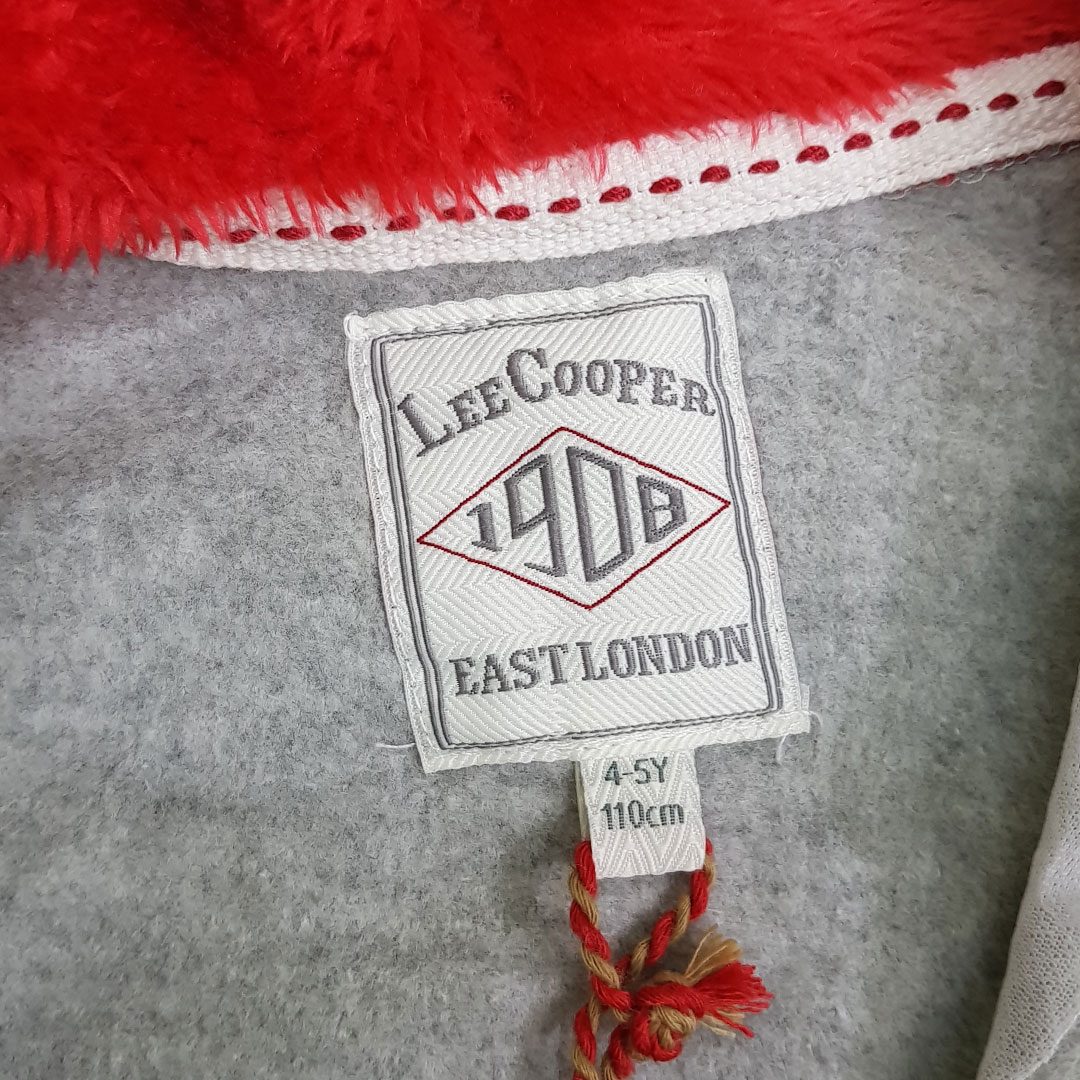 LEE COOPER
1908
EAST LONDON
4-5Y
110cm